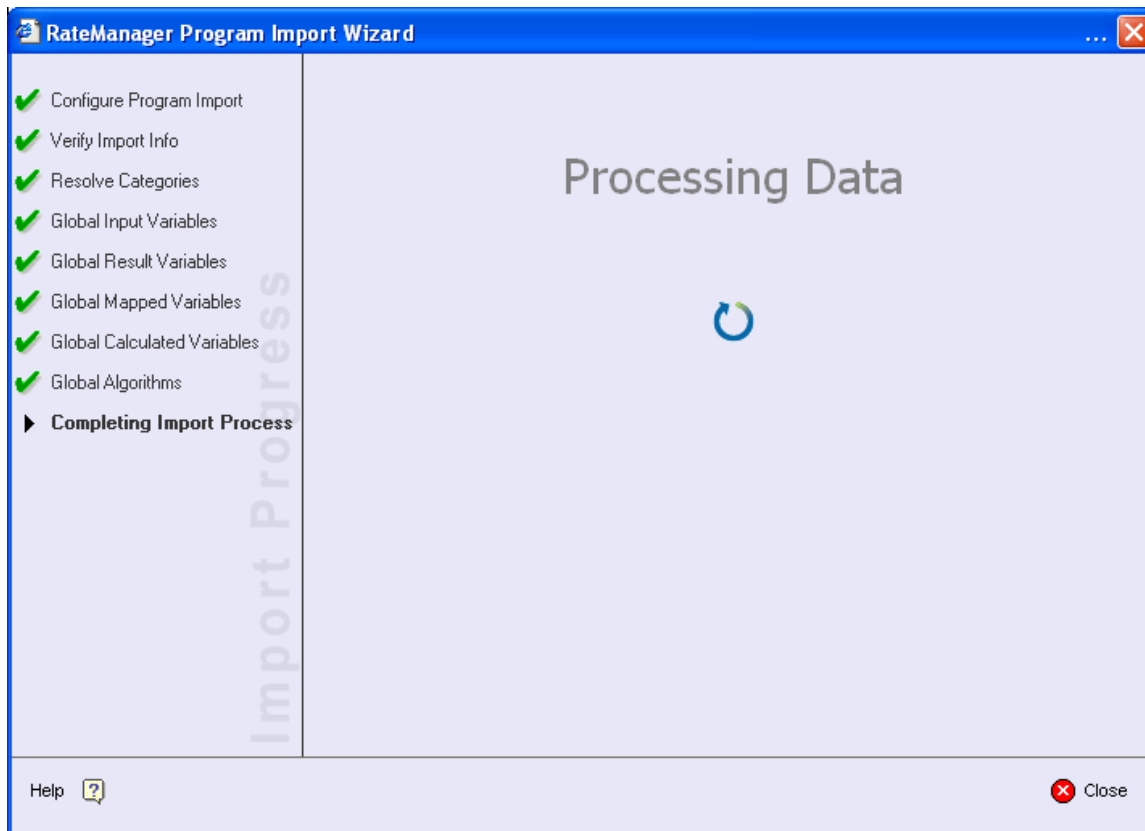 RateManager Program Import Wizard ...
Configure Program Import
Verify Import Info
Resolve Categories
Global Input Variables
Global Result Variables
Global Mapped Variables
Global Calculated Variables
Global Algorithms
Completing Import Process
Import Progress
Processing Data
Help ?
Close